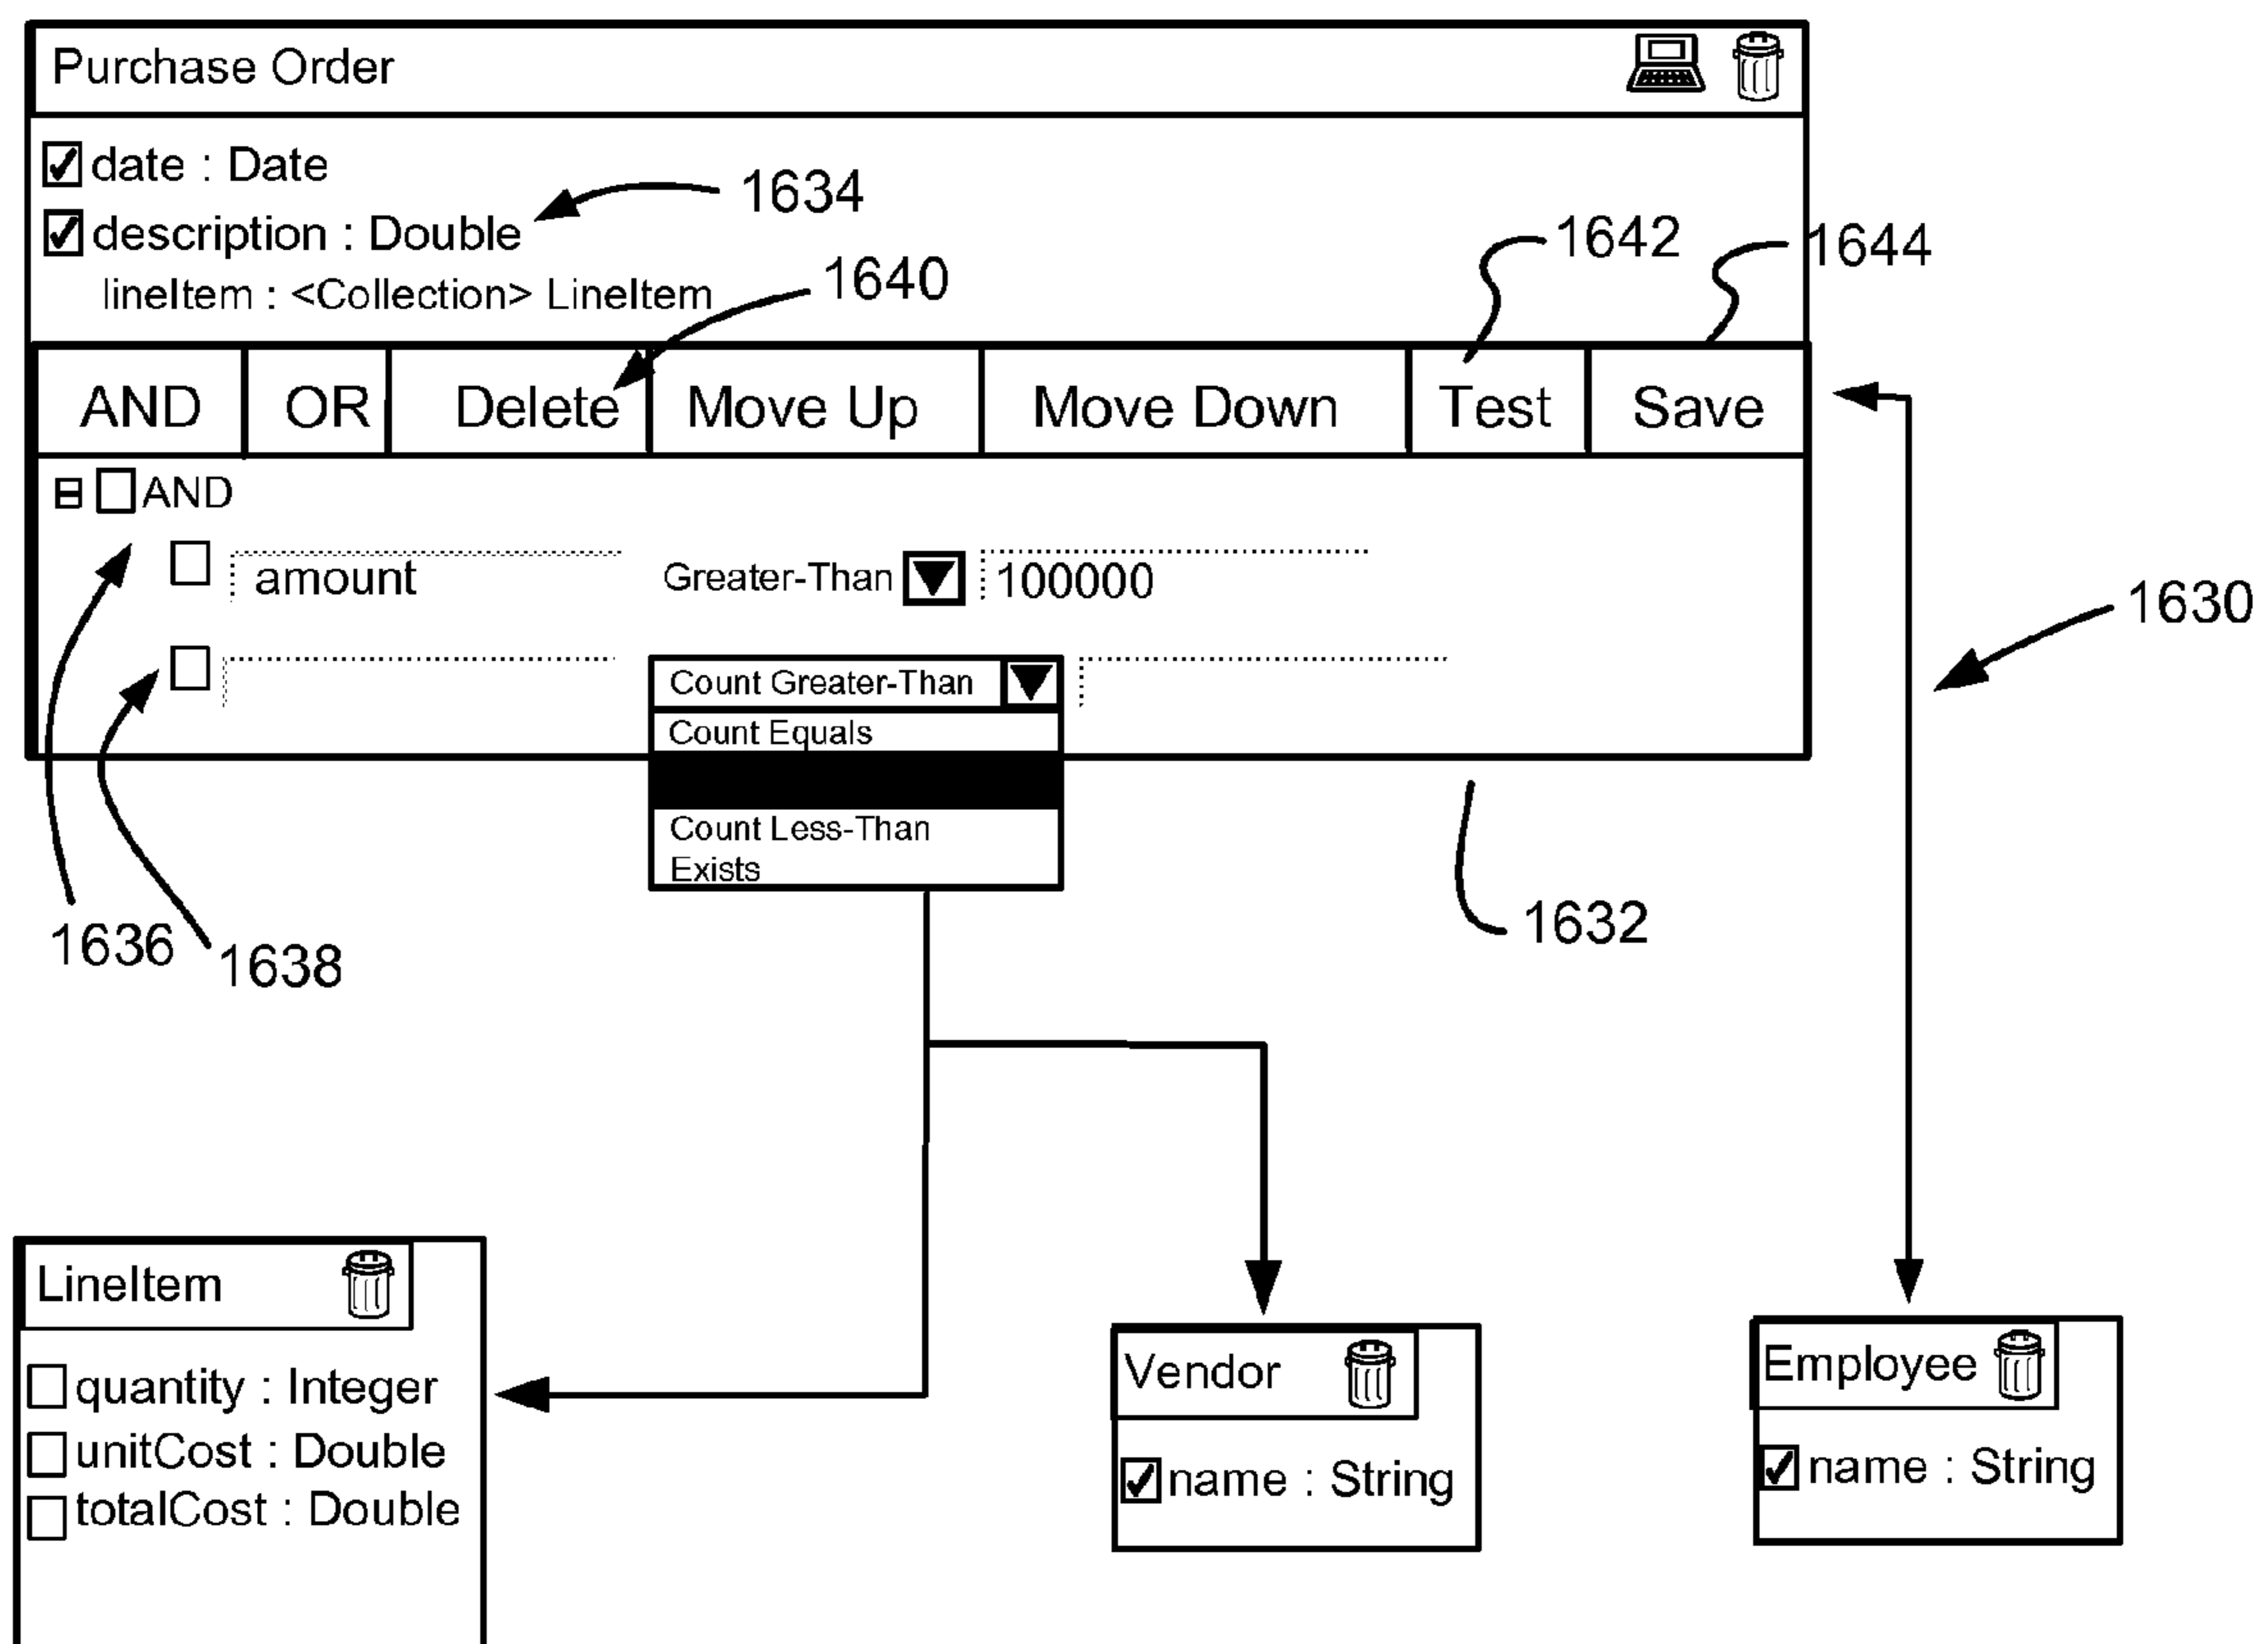 Purchase Order
date : Date
1634
description : Double
1642
1644
lineItem : <Collection> LineItem
1640
AND OR Delete Move Up Move Down Test Save
AND
amount Greater-Than 100000
1630
Count Greater-Than
Count Equals
Count Less-Than
Exists
1632
1636
1638
LineItem
quantity : Integer
unitCost : Double
totalCost : Double
Vendor
name : String
Employee
name : String